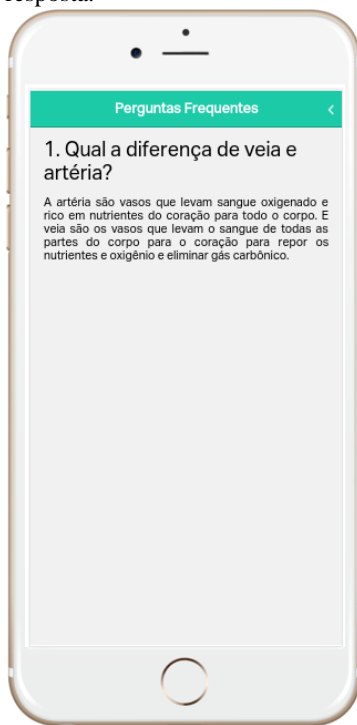 resposta.
Perguntas Frequentes
1. Qual a diferença de veia e
artéria?
A artéria são vasos que levam sangue oxigenado e
rico em nutrientes do coração para todo o corpo. E
veia são os vasos que levam o sangue de todas as
partes do corpo para o coração para repor os
nutrientes e oxigênio e eliminar gás carbônico.